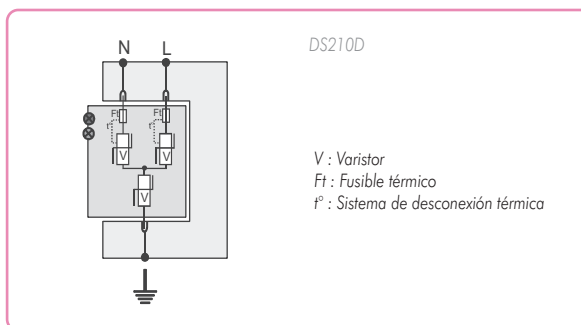 DS210D
N L
Ft Ft
t° t°
V V
V
V : Varistor
Ft : Fusible térmico
t° : Sistema de desconexión térmica